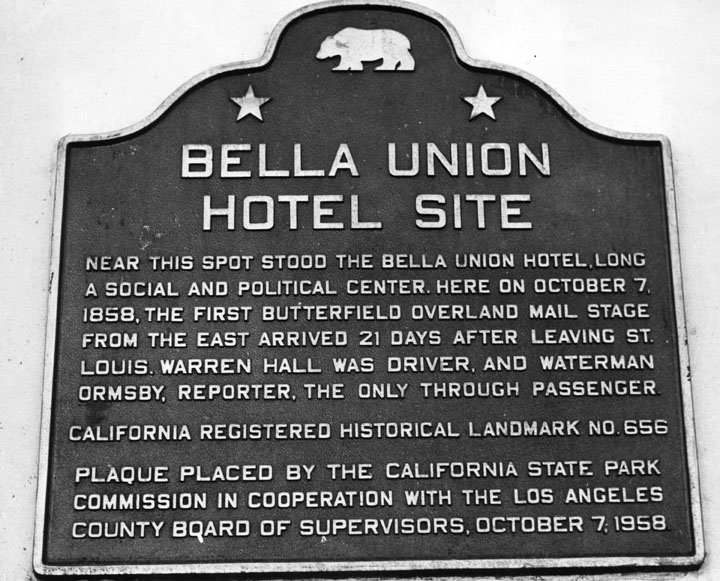 BELLA UNION
HOTEL SITE
NEAR THIS SPOT STOOD THE BELLA UNION HOTEL, LONG
A SOCIAL AND POLITICAL CENTER. HERE ON OCTOBER 7,
1858, THE FIRST BUTTERFIELD OVERLAND MAIL STAGE
FROM THE EAST ARRIVED 21 DAYS AFTER LEAVING ST.
LOUIS. WARREN HALL WAS DRIVER, AND WATERMAN
ORMSBY, REPORTER, THE ONLY THROUGH PASSENGER.
CALIFORNIA REGISTERED HISTORICAL LANDMARK NO. 656
PLAQUE PLACED BY THE CALIFORNIA STATE PARK
COMMISSION IN COOPERATION WITH THE LOS ANGELES
COUNTY BOARD OF SUPERVISORS, OCTOBER 7, 1958